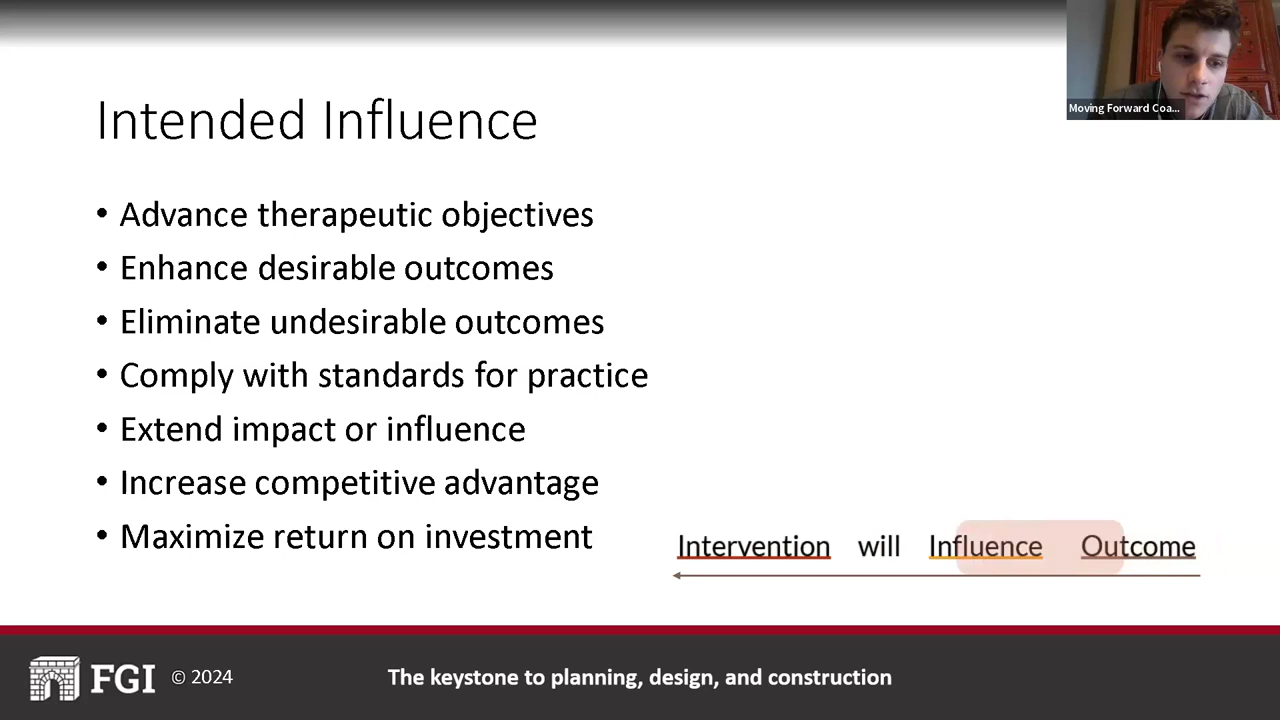 Moving Forward Coa...
Intended Influence
• Advance therapeutic objectives
• Enhance desirable outcomes
• Eliminate undesirable outcomes
• Comply with standards for practice
• Extend impact or influence
• Increase competitive advantage
• Maximize return on investment
Intervention will Influence Outcome
FGI © 2024 The keystone to planning, design, and construction